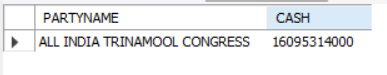 PARTYNAME CASH
ALL INDIA TRINAMOOL CONGRESS 16095314000